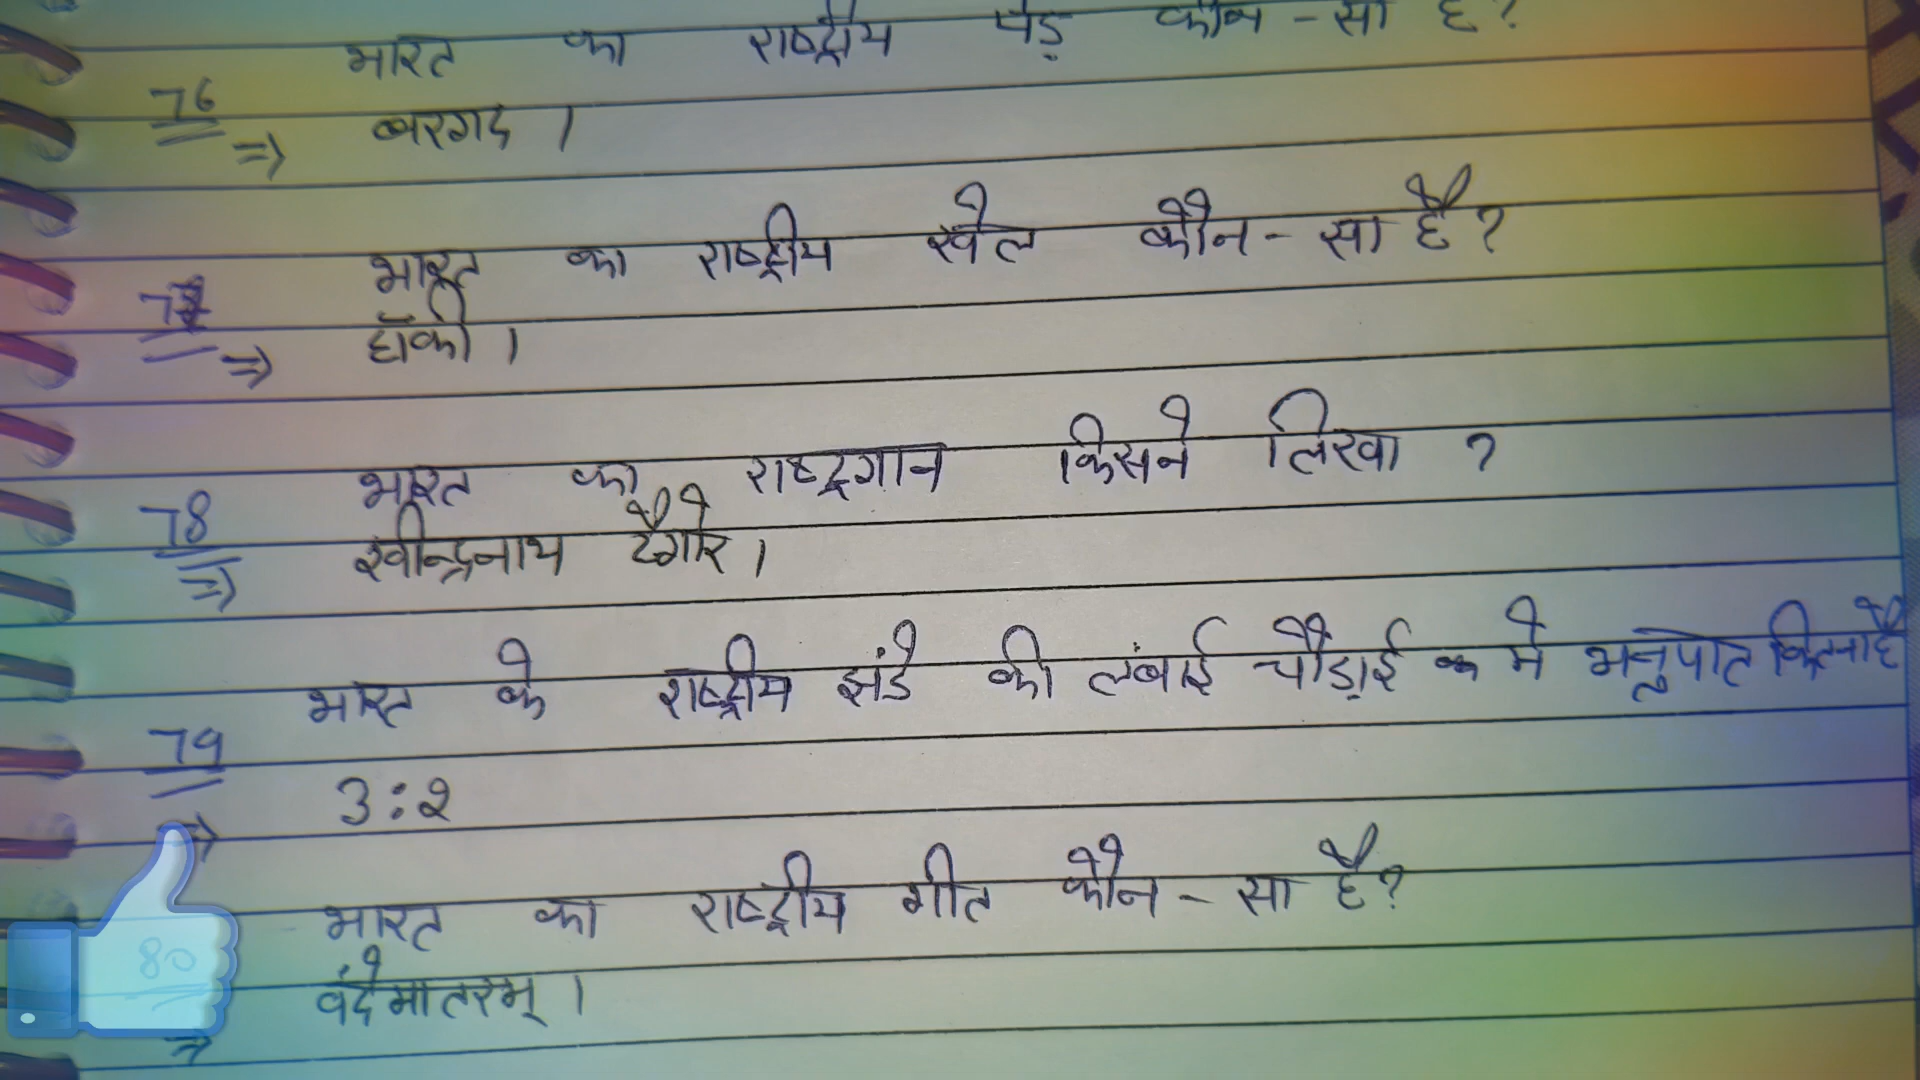 भारत का राष्ट्रीय पेड़ कौन-सा है?
76
=> बरगद ।
भारत का राष्ट्रीय खेल कौन-सा है?
77
=> हॉकी ।
भारत का राष्ट्रगान किसने लिखा ?
78
=> रवीन्द्रनाथ टैगोर ।
भारत के राष्ट्रीय झंडे की लंबाई चौड़ाई क मे अनुपात कितना है
79
=> 3:2
भारत का राष्ट्रीय गीत कौन-सा है?
80
=> वंदेमातरम् ।